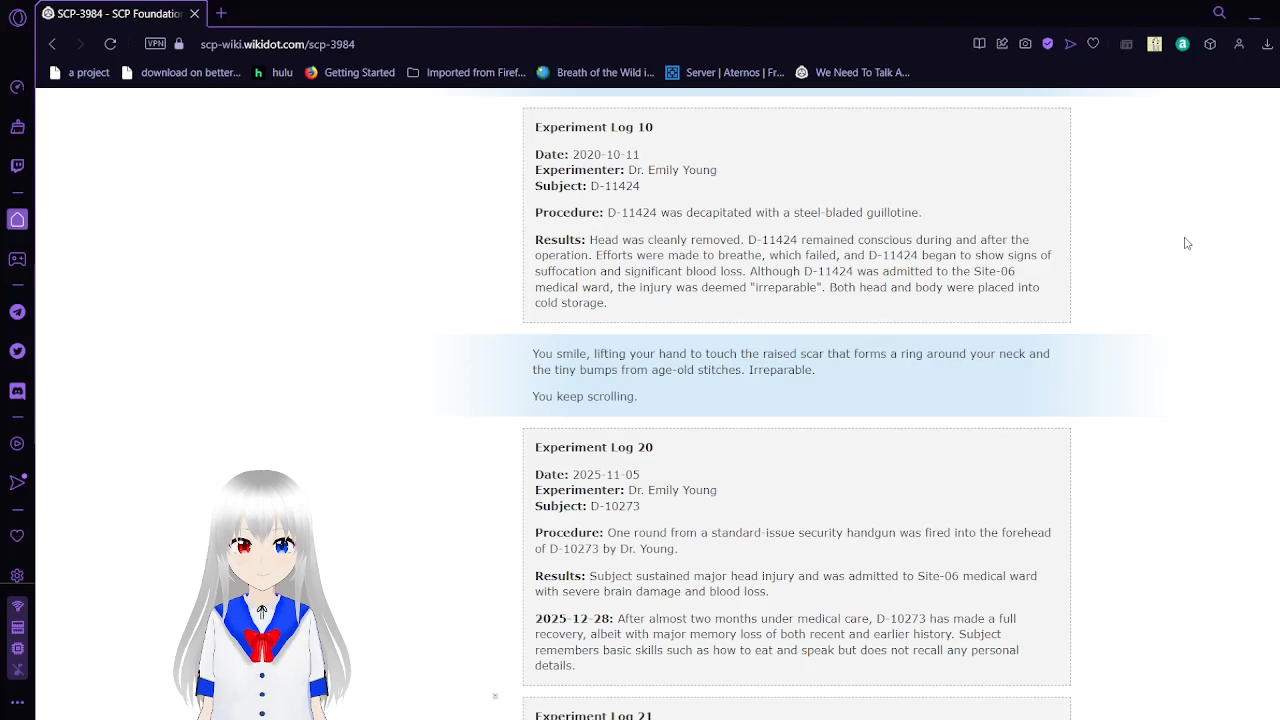 SCP-3984 - SCP Foundation
VPN
scp-wiki.wikidot.com/scp-3984
a project
download on better...
hulu
Getting Started
Imported from Firef...
Breath of the Wild i...
Server | Aternos | Fr...
We Need To Talk A...
Experiment Log 10
Date: 2020-10-11
Experimenter: Dr. Emily Young
Subject: D-11424
Procedure: D-11424 was decapitated with a steel-bladed guillotine.
Results: Head was cleanly removed. D-11424 remained conscious during and after the
operation. Efforts were made to breathe, which failed, and D-11424 began to show signs of
suffocation and significant blood loss. Although D-11424 was admitted to the Site-06
medical ward, the injury was deemed "irreparable". Both head and body were placed into
cold storage.
You smile, lifting your hand to touch the raised scar that forms a ring around your neck and
the tiny bumps from age-old stitches. Irreparable.
You keep scrolling.
Experiment Log 20
Date: 2025-11-05
Experimenter: Dr. Emily Young
Subject: D-10273
Procedure: One round from a standard-issue security handgun was fired into the forehead
of D-10273 by Dr. Young.
Results: Subject sustained major head injury and was admitted to Site-06 medical ward
with severe brain damage and blood loss.
2025-12-28: After almost two months under medical care, D-10273 has made a full
recovery, albeit with major memory loss of both recent and earlier history. Subject
remembers basic skills such as how to eat and speak but does not recall any personal
details.
Experiment Log 21